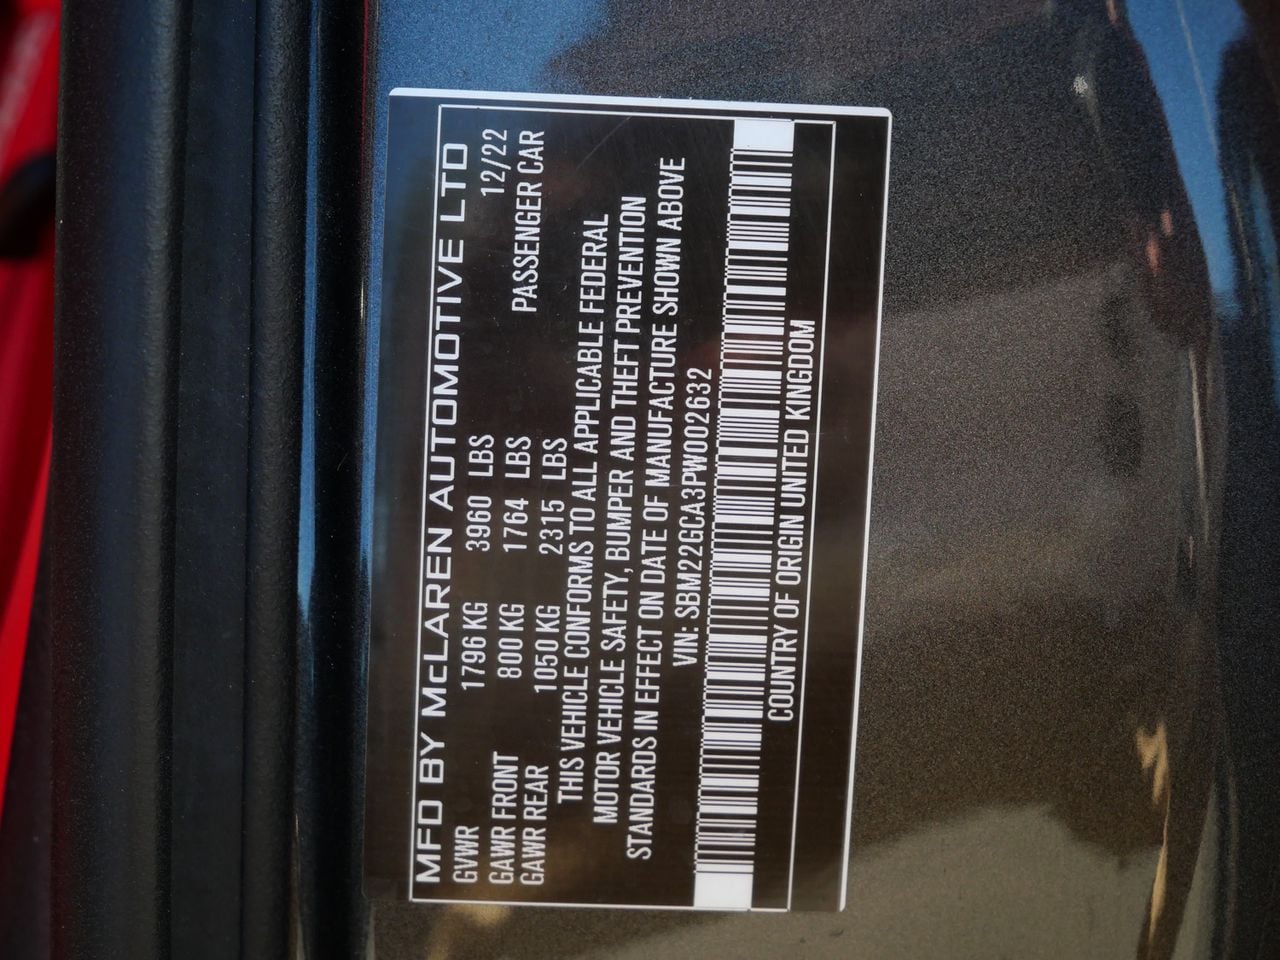 MFD BY McLAREN AUTOMOTIVE LTD
GVWR 1796 KG 3960 LBS 12/22
GAWR FRONT 800 KG 1764 LBS PASSENGER CAR
GAWR REAR 1050 KG 2315 LBS
THIS VEHICLE CONFORMS TO ALL APPLICABLE FEDERAL
MOTOR VEHICLE SAFETY, BUMPER AND THEFT PREVENTION
STANDARDS IN EFFECT ON DATE OF MANUFACTURE SHOWN ABOVE
VIN: SBM22GCA3PW002632
COUNTRY OF ORIGIN UNITED KINGDOM